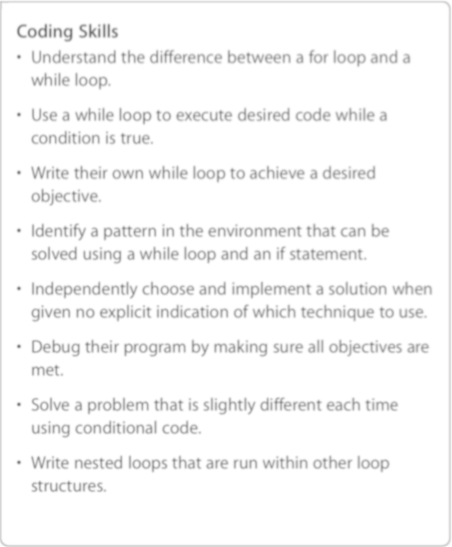 Coding Skills
• Understand the difference between a for loop and a
while loop.
• Use a while loop to execute desired code while a
condition is true.
• Write their own while loop to achieve a desired
objective.
• Identify a pattern in the environment that can be
solved using a while loop and an if statement.
• Independently choose and implement a solution when
given no explicit indication of which technique to use.
• Debug their program by making sure all objectives are
met.
• Solve a problem that is slightly different each time
using conditional code.
• Write nested loops that are run within other loop
structures.